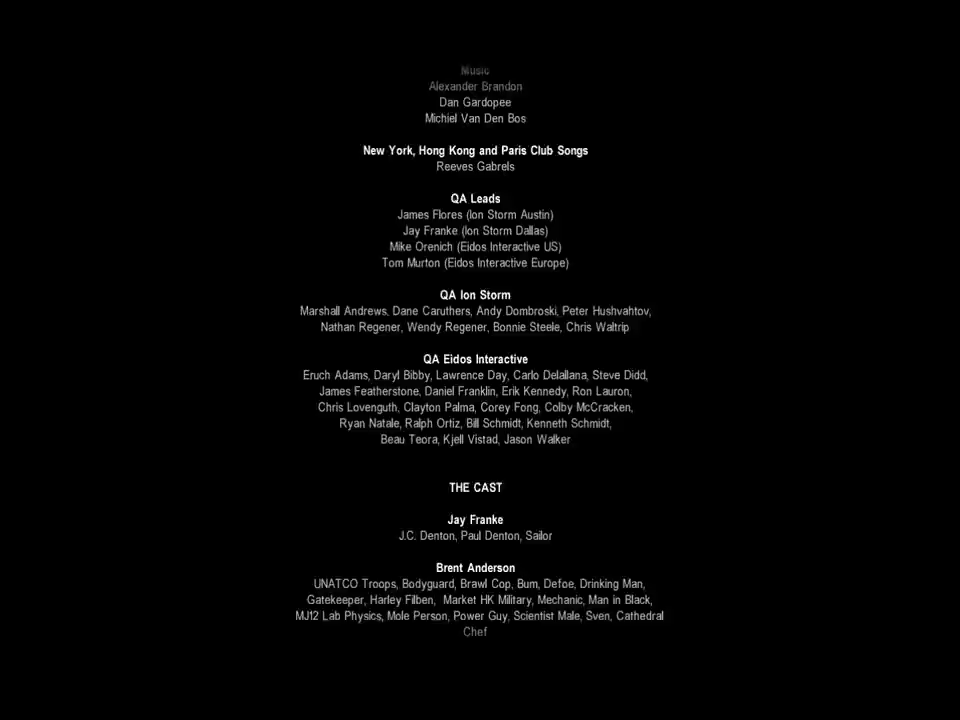 Music
Alexander Brandon
Dan Gardopee
Michiel Van Den Bos
New York, Hong Kong and Paris Club Songs
Reeves Gabrels
QA Leads
James Flores (Ion Storm Austin)
Jay Franke (Ion Storm Dallas)
Mike Orenich (Eidos Interactive US)
Tom Murton (Eidos Interactive Europe)
QA Ion Storm
Marshall Andrews, Dane Caruthers, Andy Dombroski, Peter Hushvahtov,
Nathan Regener, Wendy Regener, Bonnie Steele, Chris Waltrip
QA Eidos Interactive
Eruch Adams, Daryl Bibby, Lawrence Day, Carlo Delallana, Steve Didd,
James Featherstone, Daniel Franklin, Erik Kennedy, Ron Lauron,
Chris Lovenguth, Clayton Palma, Corey Fong, Colby McCracken,
Ryan Natale, Ralph Ortiz, Bill Schmidt, Kenneth Schmidt,
Beau Teora, Kjell Vistad, Jason Walker
THE CAST
Jay Franke
J.C. Denton, Paul Denton, Sailor
Brent Anderson
UNATCO Troops, Bodyguard, Brawl Cop, Bum, Defoe, Drinking Man,
Gatekeeper, Harley Filben, Market HK Military, Mechanic, Man in Black,
MJ12 Lab Physics, Mole Person, Power Guy, Scientist Male, Sven, Cathedral
Chef